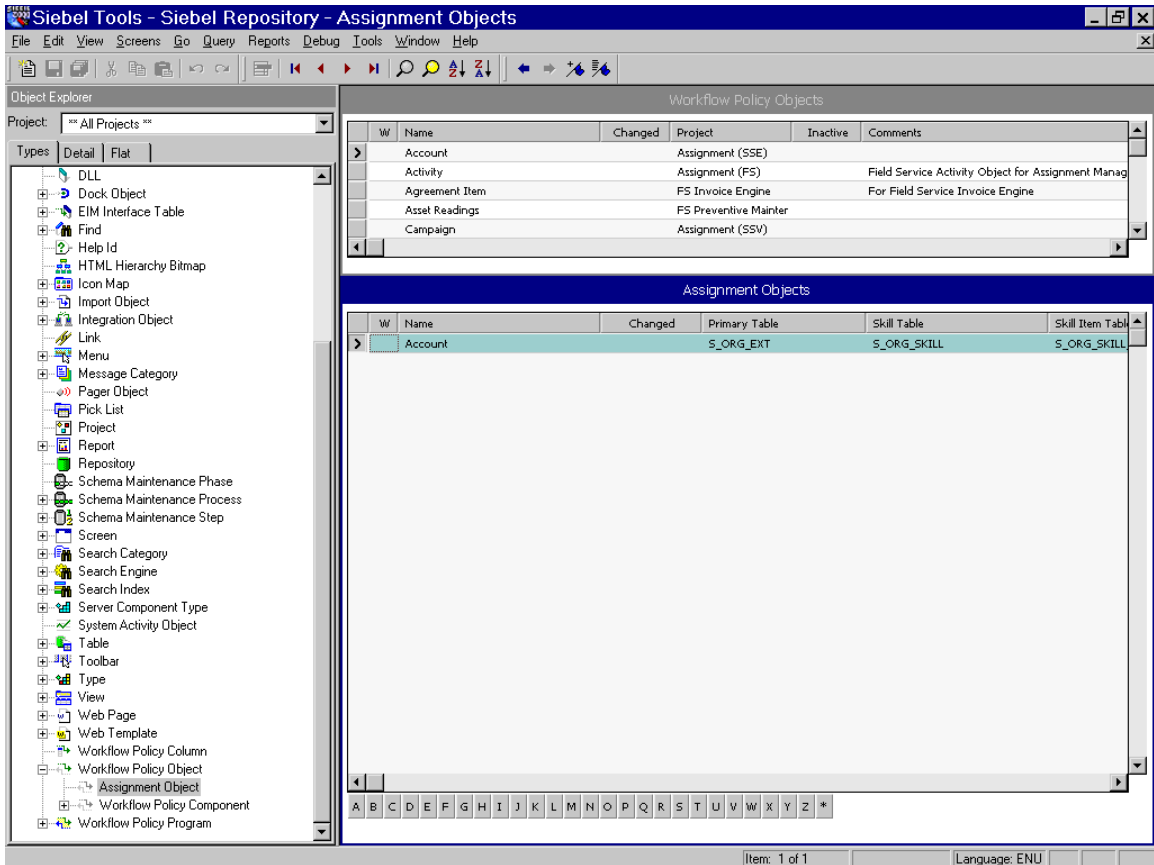 Siebel Tools - Siebel Repository - Assignment Objects
File Edit View Screens Go Query Reports Debug Tools Window Help
Object Explorer
Project: ** All Projects **
Types Detail Flat
DLL
Dock Object
EIM Interface Table
Find
Help Id
HTML Hierarchy Bitmap
Icon Map
Import Object
Integration Object
Link
Menu
Message Category
Pager Object
Pick List
Project
Report
Repository
Schema Maintenance Phase
Schema Maintenance Process
Schema Maintenance Step
Screen
Search Category
Search Engine
Search Index
Server Component Type
System Activity Object
Table
Toolbar
Type
View
Web Page
Web Template
Workflow Policy Column
Workflow Policy Object
Assignment Object
Workflow Policy Component
Workflow Policy Program
Workflow Policy Objects
W Name Changed Project Inactive Comments
Account Assignment (SSE)
Activity Assignment (FS) Field Service Activity Object for Assignment Manag
Agreement Item FS Invoice Engine For Field Service Invoice Engine
Asset Readings FS Preventive Mainter
Campaign Assignment (SSV)
Assignment Objects
W Name Changed Primary Table Skill Table Skill Item Tabl
Account S_ORG_EXT S_ORG_SKILL S_ORG_SKILL
A B C D E F G H I J K L M N O P Q R S T U V W X Y Z *
Item: 1 of 1 Language: ENU